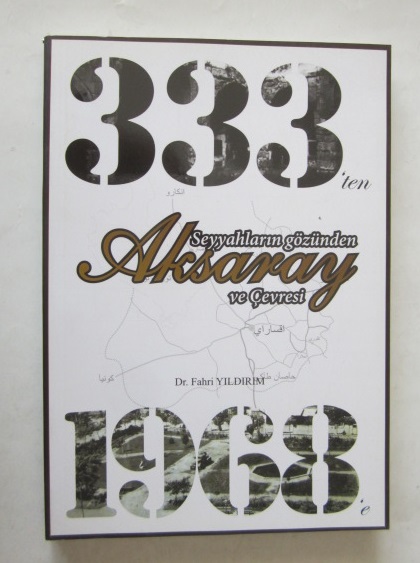 333'ten
Seyyahların gözünden
Aksaray
ve Çevresi
Dr. Fahri YILDIRIM
1968'e